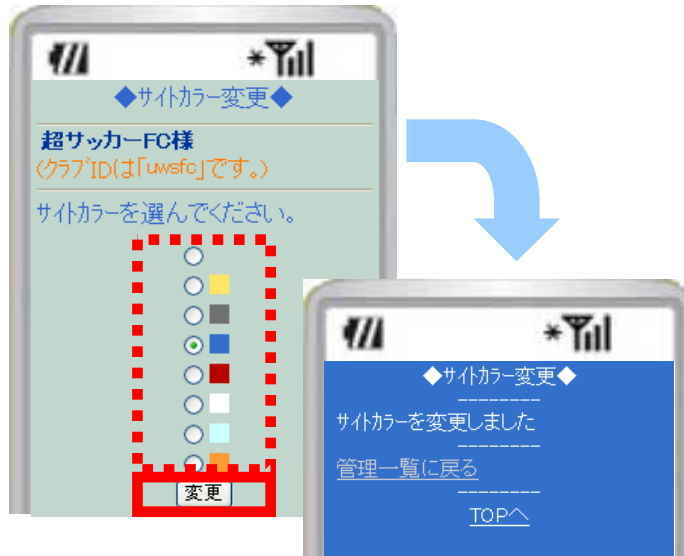 ◆サイトカラー変更◆
超サッカーFC様
(クラブIDは「uwsfc」です。)
サイトカラーを選んでください。
変更
◆サイトカラー変更◆
--------
サイトカラーを変更しました
--------
管理一覧に戻る
--------
TOPへ